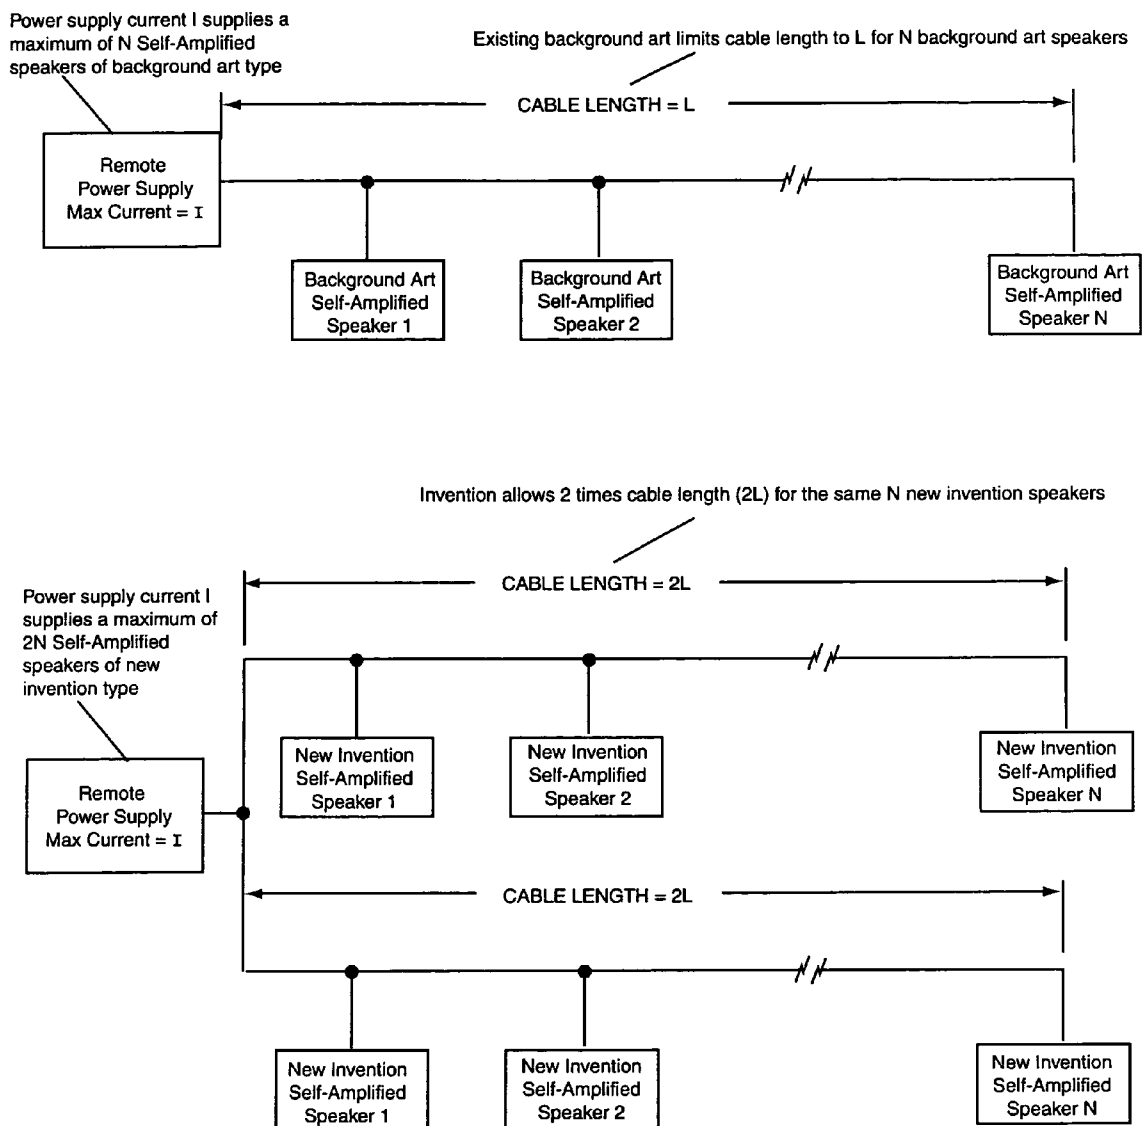 Power supply current I supplies a
maximum of N Self-Amplified
speakers of background art type
Existing background art limits cable length to L for N background art speakers
CABLE LENGTH = L
Remote
Power Supply
Max Current = I
Background Art
Self-Amplified
Speaker 1
Background Art
Self-Amplified
Speaker 2
Background Art
Self-Amplified
Speaker N
Invention allows 2 times cable length (2L) for the same N new invention speakers
CABLE LENGTH = 2L
Power supply current I
supplies a maximum of
2N Self-Amplified
speakers of new
invention type
New Invention
Self-Amplified
Speaker 1
New Invention
Self-Amplified
Speaker 2
New Invention
Self-Amplified
Speaker N
Remote
Power Supply
Max Current = I
CABLE LENGTH = 2L
New Invention
Self-Amplified
Speaker 1
New Invention
Self-Amplified
Speaker 2
New Invention
Self-Amplified
Speaker N